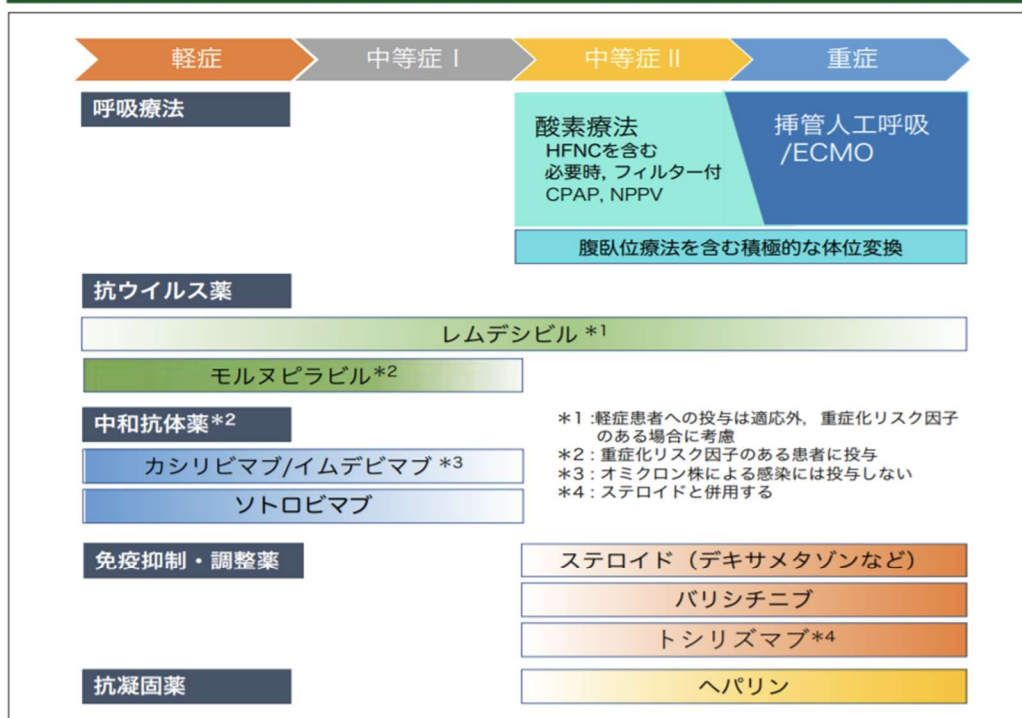 軽症
中等症 I
中等症 II
重症
呼吸療法
酸素療法
HFNCを含む
必要時, フィルター付
CPAP, NPPV
挿管人工呼吸
/ECMO
腹臥位療法を含む積極的な体位変換
抗ウイルス薬
レムデシビル *1
モルヌピラビル*2
中和抗体薬*2
カシリビマブ/イムデビマブ *3
ソトロビマブ
*1 :軽症患者への投与は適応外, 重症化リスク因子
のある場合に考慮
*2 : 重症化リスク因子のある患者に投与
*3 : オミクロン株による感染には投与しない
*4 : ステロイドと併用する
免疫抑制・調整薬
ステロイド（デキサメタゾンなど）
バリシチニブ
トシリズマブ*4
抗凝固薬
ヘパリン